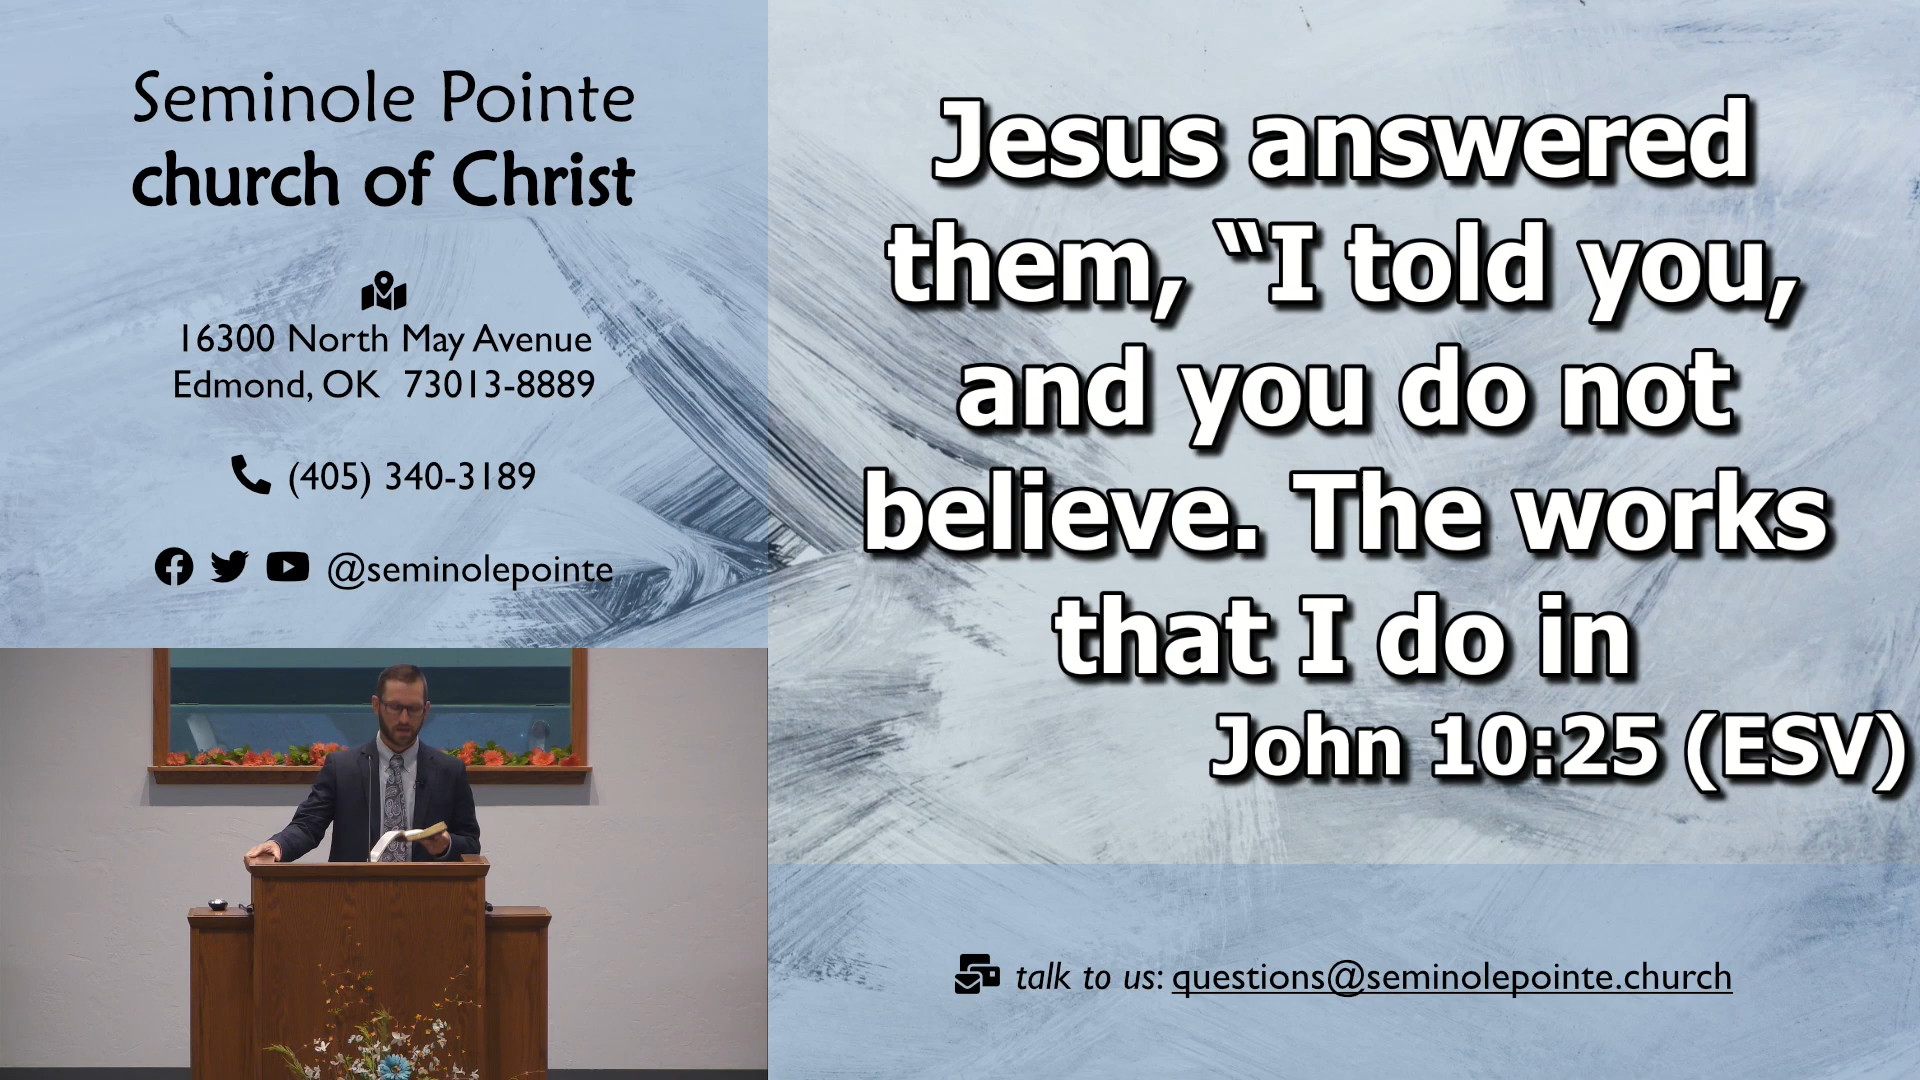 Seminole Pointe
church of Christ
16300 North May Avenue
Edmond, OK 73013-8889
(405) 340-3189
@seminolepointe
Jesus answered
them, “I told you,
and you do not
believe. The works
that I do in
John 10:25 (ESV)
talk to us: questions@seminolepointe.church